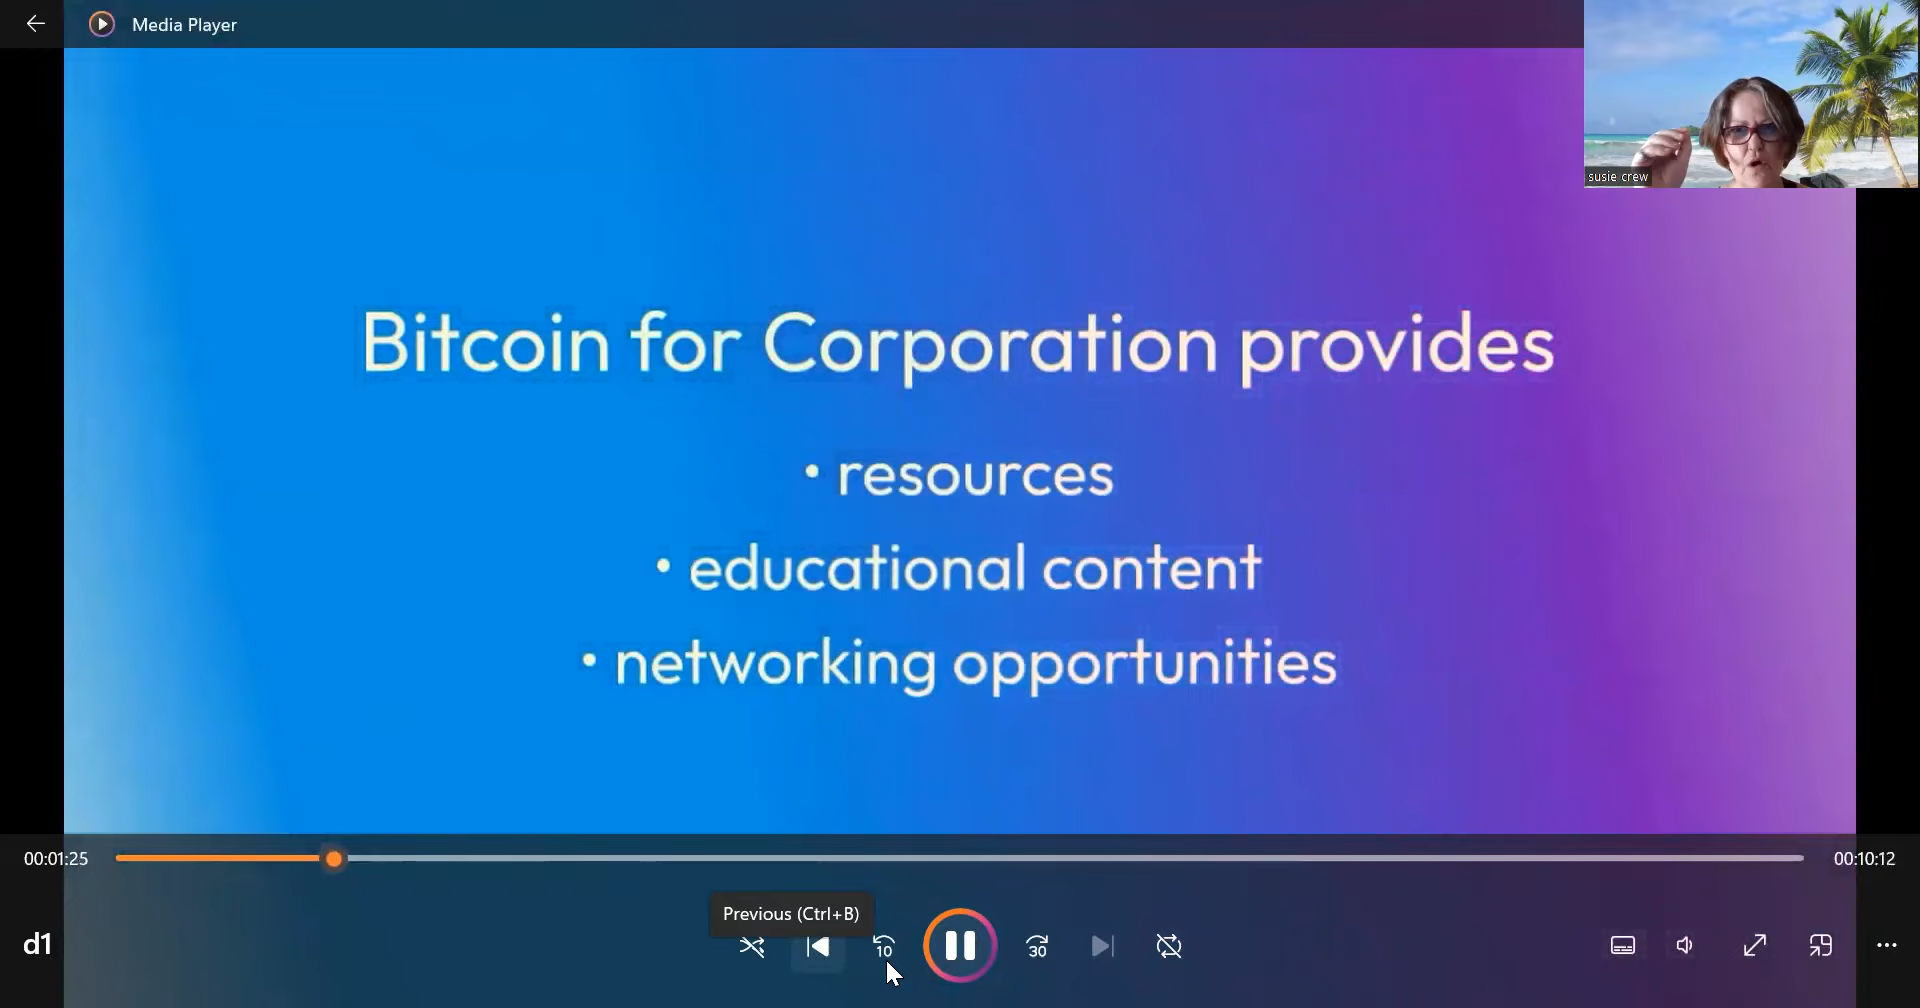 Media Player
susie crew
Bitcoin for Corporation provides
• resources
• educational content
• networking opportunities
00:01:25
00:10:12
Previous (Ctrl+B)
d1
10
30